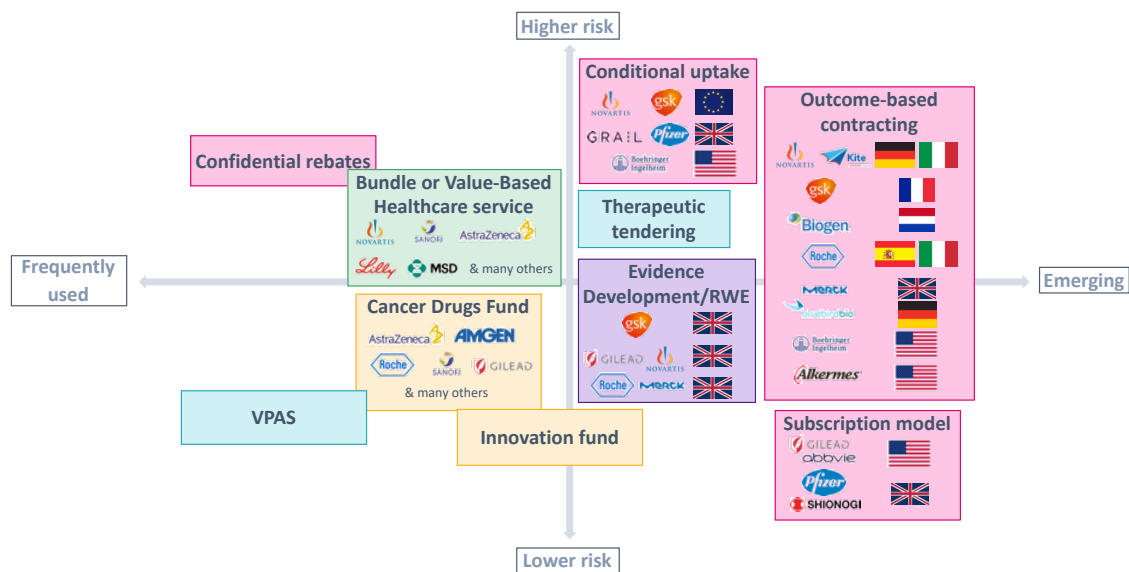 Higher risk
Conditional uptake
NOVARTIS
gsk
GRAIL
Pfizer
Boehringer
Ingelheim
Outcome-based
contracting
NOVARTIS
Kite
gsk
Biogen
Roche
MERCK
bluebirdbio
Boehringer
Ingelheim
Alkermes
Confidential rebates
Bundle or Value-Based
Healthcare service
NOVARTIS
SANOFI
AstraZeneca
Lilly
MSD
& many others
Therapeutic
tendering
Frequently
used
Emerging
Evidence
Development/RWE
gsk
GILEAD
NOVARTIS
Roche
MERCK
Cancer Drugs Fund
AstraZeneca
AMGEN
Roche
SANOFI
GILEAD
& many others
VPAS
Innovation fund
Subscription model
GILEAD
abbvie
Pfizer
SHIONOGI
Lower risk